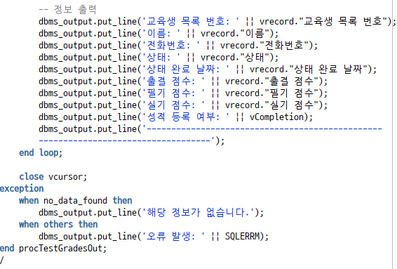 -- 정보 출력
dbms_output.put_line('교육생 목록 번호: ' || vrecord."교육생 목록 번호");
dbms_output.put_line('이름: ' || vrecord."이름");
dbms_output.put_line('전화번호: ' || vrecord."전화번호");
dbms_output.put_line('상태: ' || vrecord."상태");
dbms_output.put_line('상태 완료 날짜: ' || vrecord."상태 완료 날짜");
dbms_output.put_line('출결 점수: ' || vrecord."출결 점수");
dbms_output.put_line('필기 점수: ' || vrecord."필기 점수");
dbms_output.put_line('실기 점수: ' || vrecord."실기 점수");
dbms_output.put_line('성적 등록 여부: ' || vCompletion);
dbms_output.put_line('------------------------------------------------
-----------------------------------');
end loop;
close vcursor;
exception
when no_data_found then
dbms_output.put_line('해당 정보가 없습니다.');
when others then
dbms_output.put_line('오류 발생: ' || SQLERRM);
end procTestGradesOut;
/